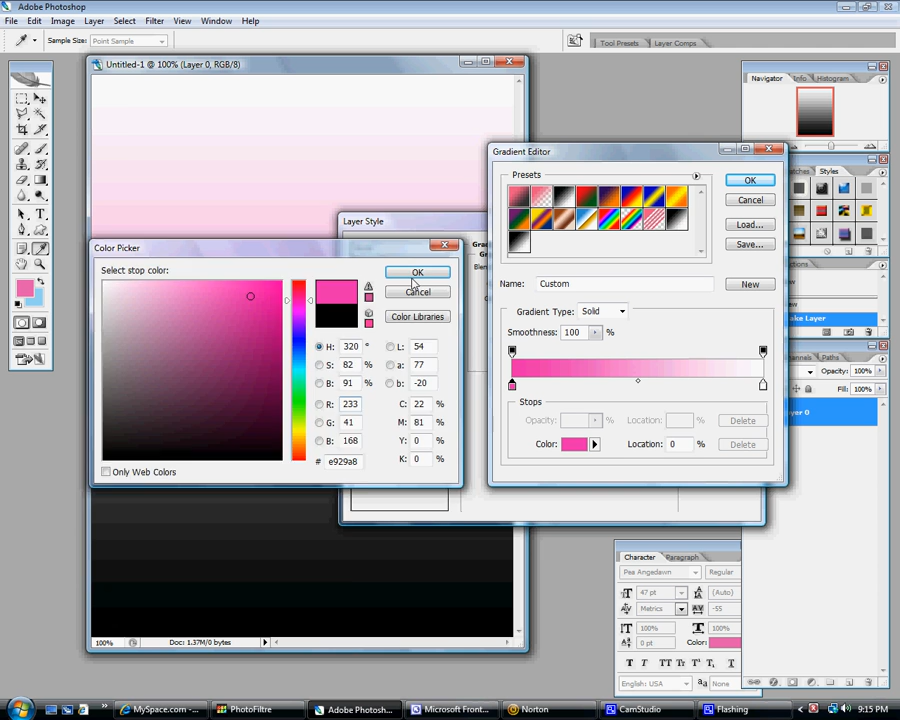 Adobe Photoshop
File Edit Image Layer Select Filter View Window Help
Sample Size: Point Sample
Tool Presets Layer Comps
Untitled-1 @ 100% (Layer 0, RGB/8)
Navigator Info Histogram
Gradient Editor
Presets
OK
Cancel
Load...
Save...
Styles
Layer Style
Color Picker
Select stop color:
OK
Cancel
Color Libraries
Name: Custom
New
Gradient Type: Solid
Smoothness: 100 %
H: 320 °
S: 82 %
B: 91 %
R: 233
G: 41
B: 168
# e929a8
L: 54
a: 77
b: -20
C: 22 %
M: 81 %
Y: 0 %
K: 0 %
Only Web Colors
Stops
Opacity: % Location: % Delete
Color: Location: 0 % Delete
Paths
Opacity: 100%
Fill: 100%
Character Paragraph
Pea Angedawn Regular
47 pt (Auto)
Metrics -55
100% 100%
0 pt Color:
T T TT Tr T' T, T
English: USA aa None
100% Doc: 1.37M/0 bytes
MySpace.com - ... PhotoFiltre Adobe Photosh... Microsoft Front... Norton CamStudio Flashing 9:15 PM